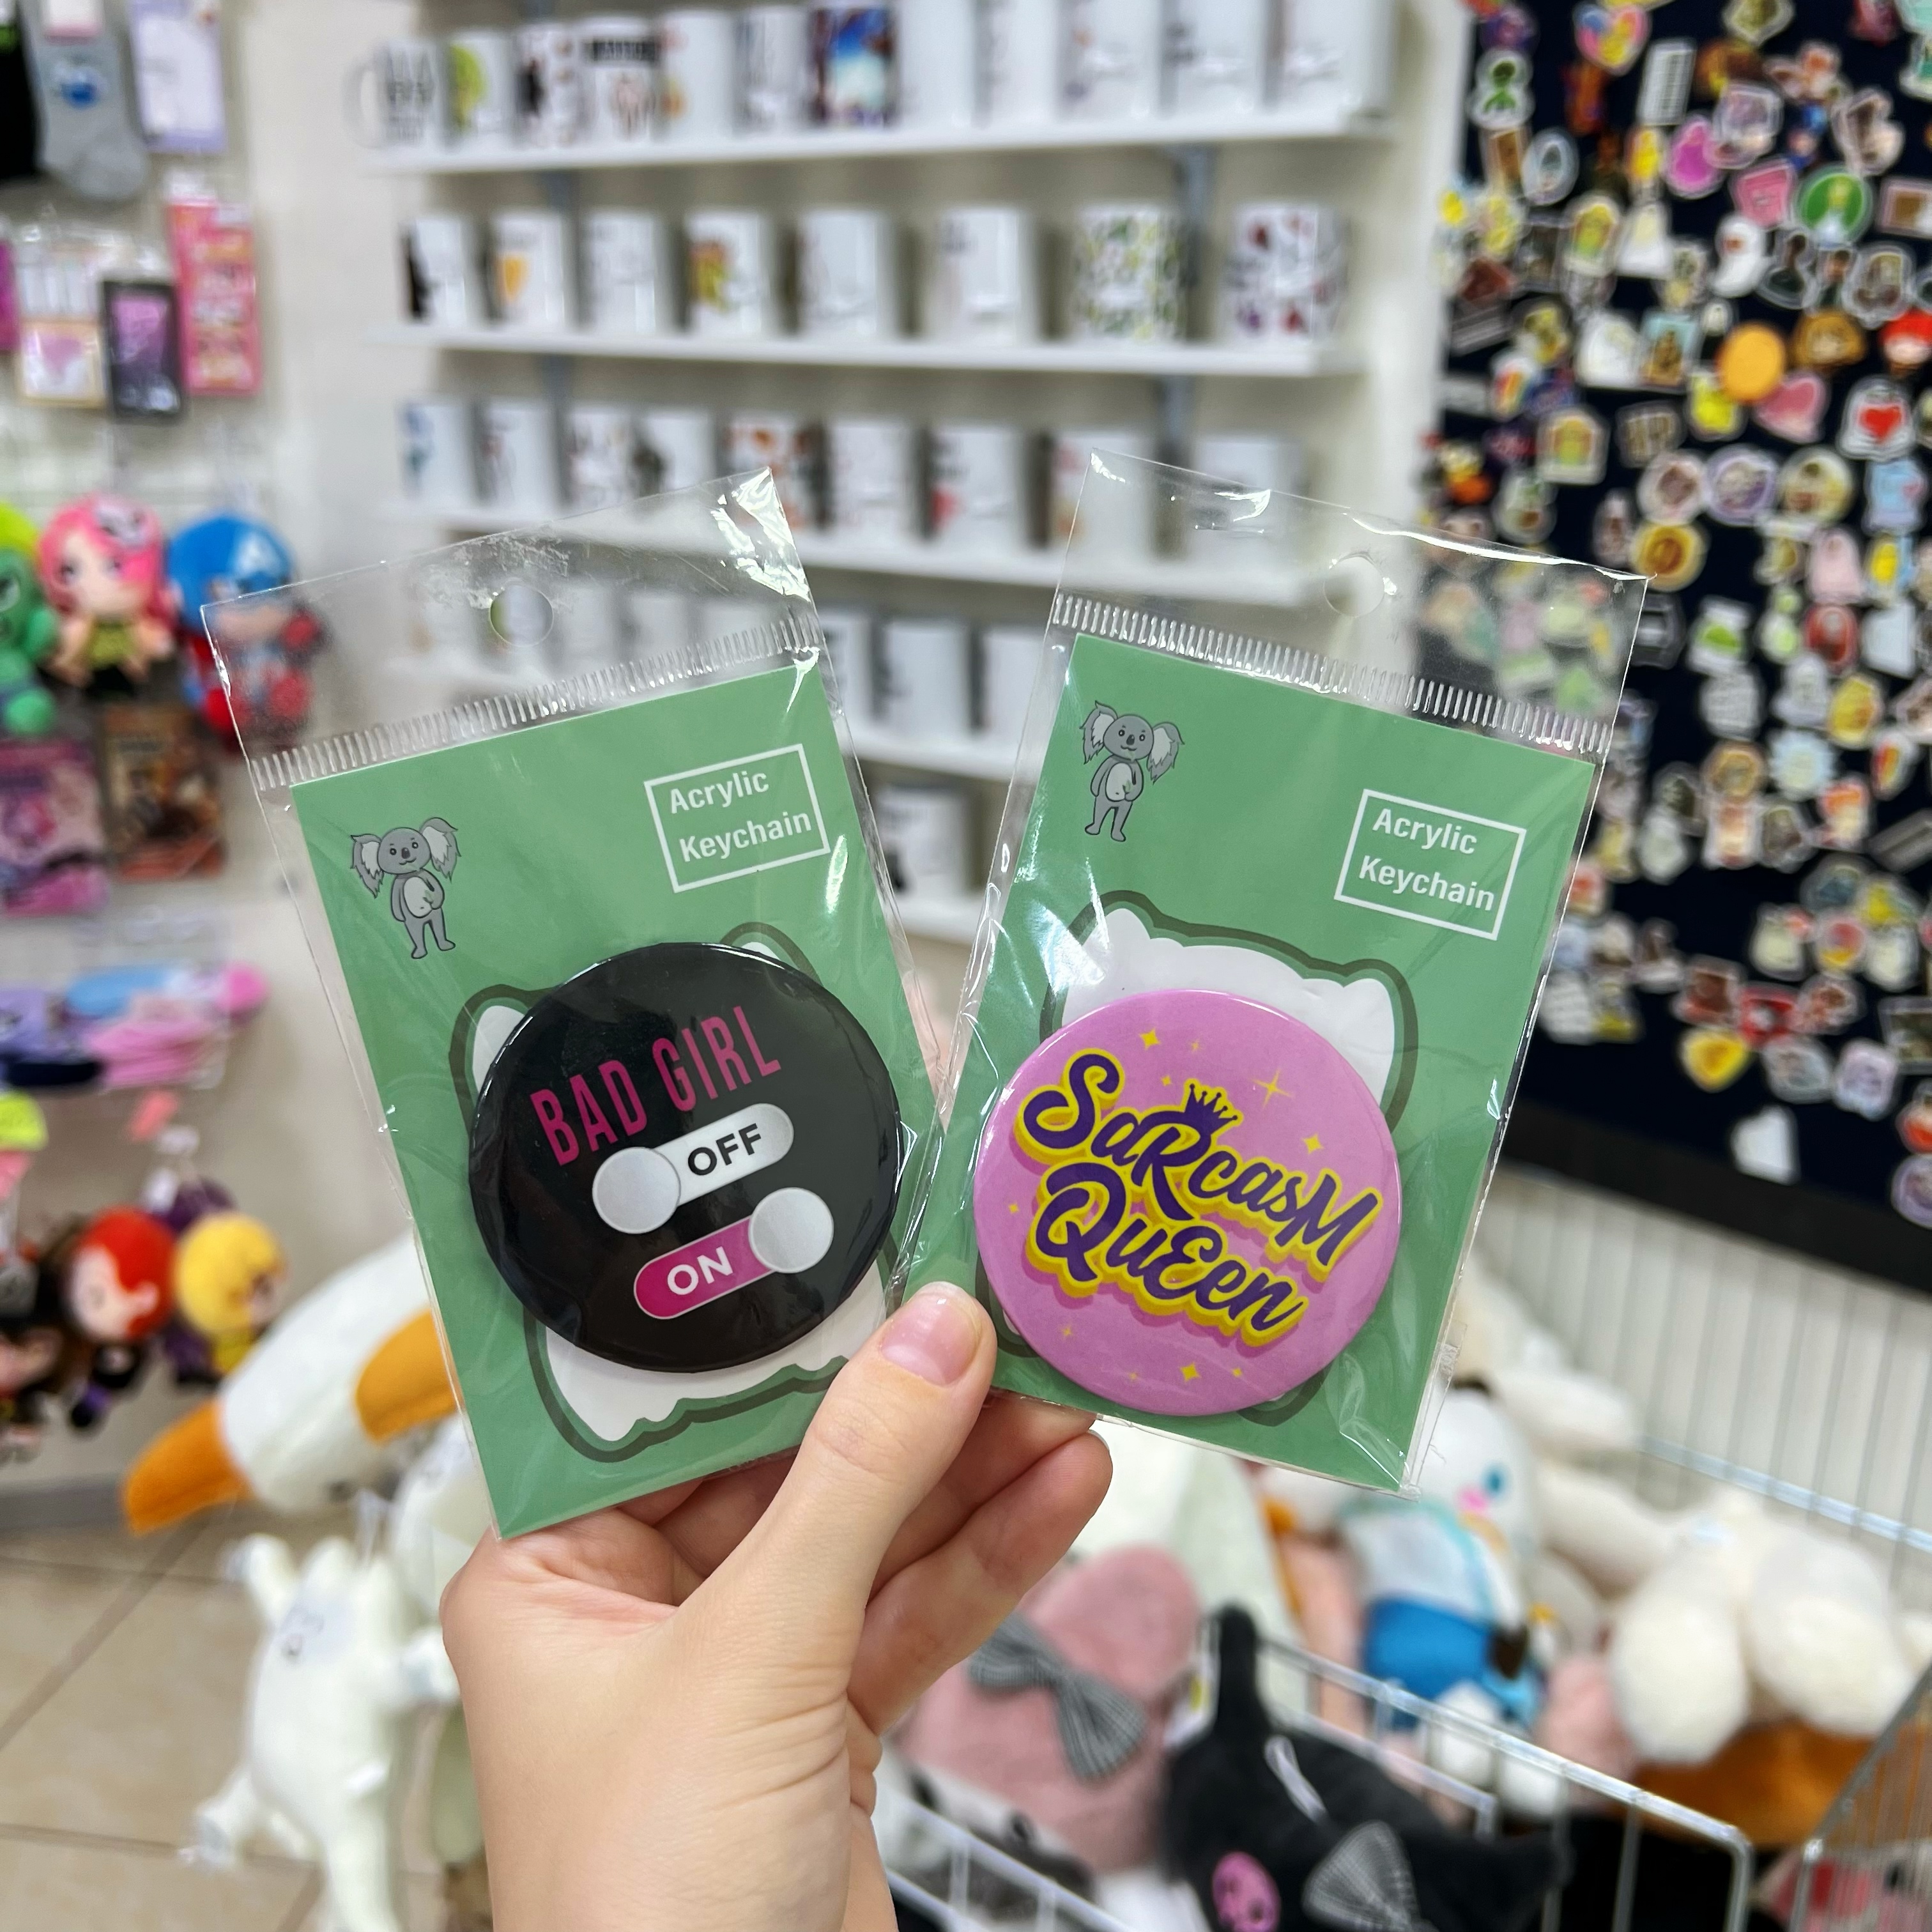 Acrylic
Keychain
BAD GIRL
OFF
ON
Acrylic
Keychain
SaRcasM
QuEen